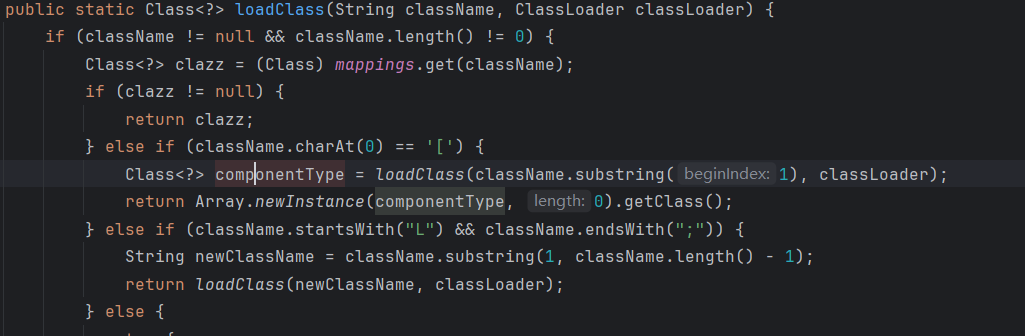 public static Class<?> loadClass(String className, ClassLoader classLoader) {
    if (className != null && className.length() != 0) {
        Class<?> clazz = (Class) mappings.get(className);
        if (clazz != null) {
            return clazz;
        } else if (className.charAt(0) == '[') {
            Class<?> componentType = loadClass(className.substring( beginIndex: 1), classLoader);
            return Array.newInstance(componentType, length: 0).getClass();
        } else if (className.startsWith("L") && className.endsWith(";")) {
            String newClassName = className.substring(1, className.length() - 1);
            return loadClass(newClassName, classLoader);
        } else {